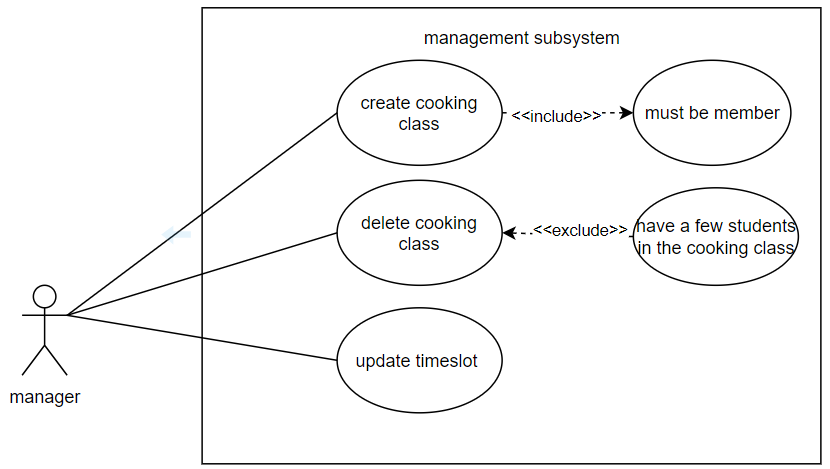 management subsystem
create cooking
class
<<include>>
must be member
delete cooking
class
<<exclude>>
have a few students
in the cooking class
update timeslot
manager